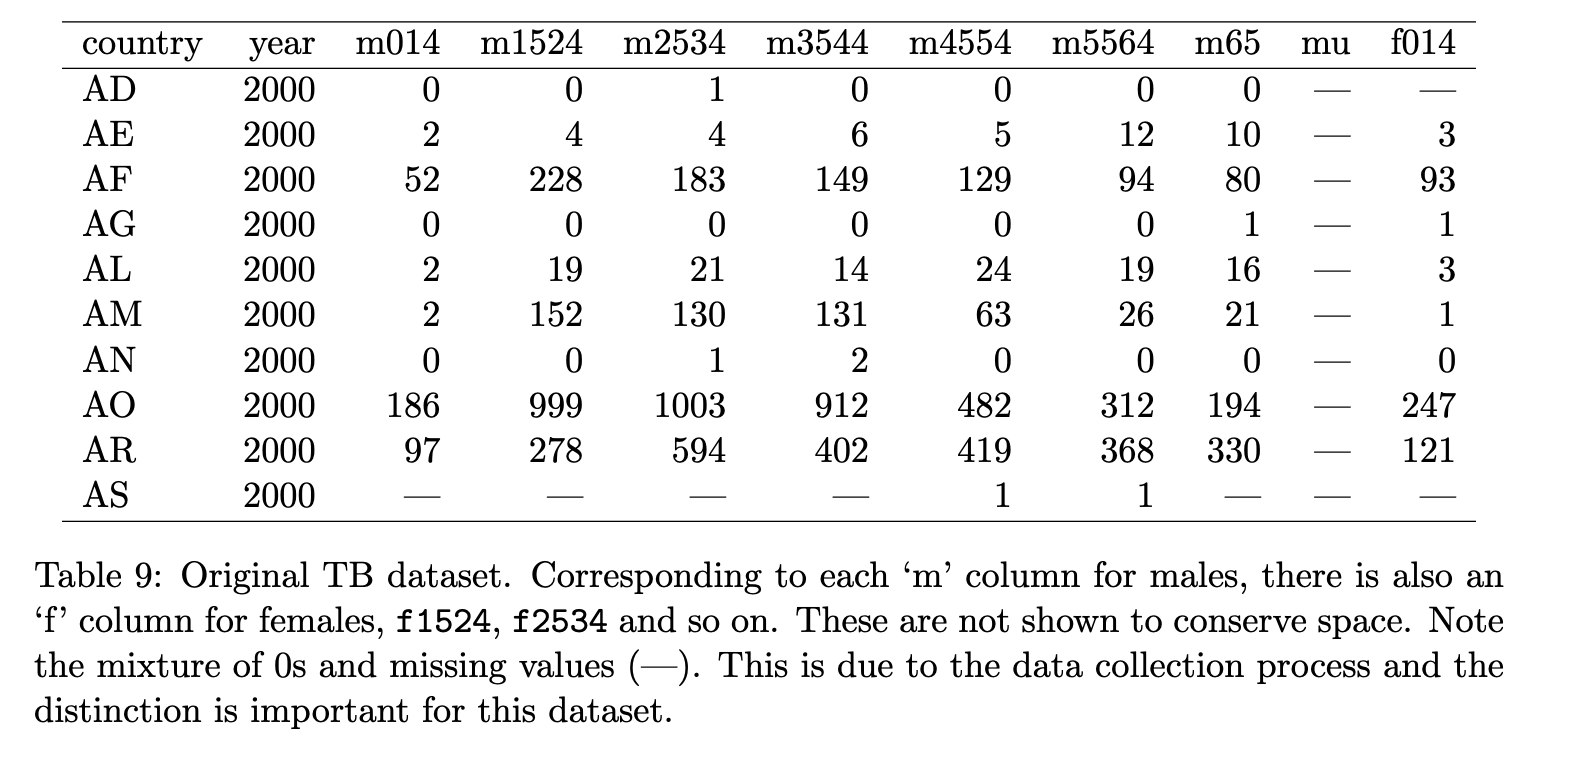 country year m014 m1524 m2534 m3544 m4554 m5564 m65 mu f014
AD 2000 0 0 1 0 0 0 0 — —
AE 2000 2 4 4 6 5 12 10 — 3
AF 2000 52 228 183 149 129 94 80 — 93
AG 2000 0 0 0 0 0 0 1 — 1
AL 2000 2 19 21 14 24 19 16 — 3
AM 2000 2 152 130 131 63 26 21 — 1
AN 2000 0 0 1 2 0 0 0 — 0
AO 2000 186 999 1003 912 482 312 194 — 247
AR 2000 97 278 594 402 419 368 330 — 121
AS 2000 — — — — 1 1 — — —
Table 9: Original TB dataset. Corresponding to each ‘m’ column for males, there is also an
‘f’ column for females, f1524, f2534 and so on. These are not shown to conserve space. Note
the mixture of 0s and missing values (—). This is due to the data collection process and the
distinction is important for this dataset.